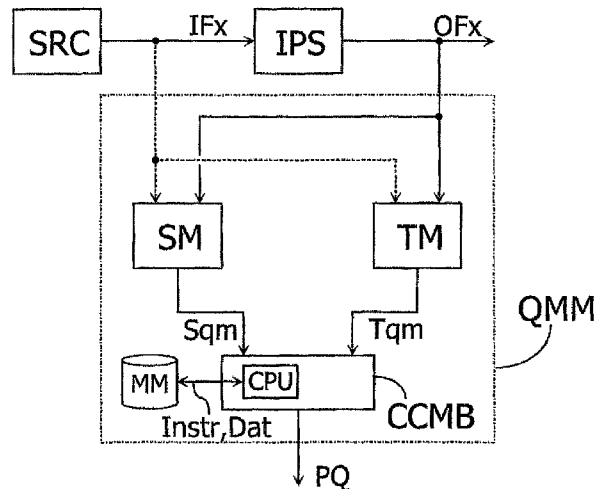 SRC
IFx
IPS
OFx
SM
TM
Sqm
Tqm
QMM
MM
CPU
Instr,Dat
CCMB
PQ